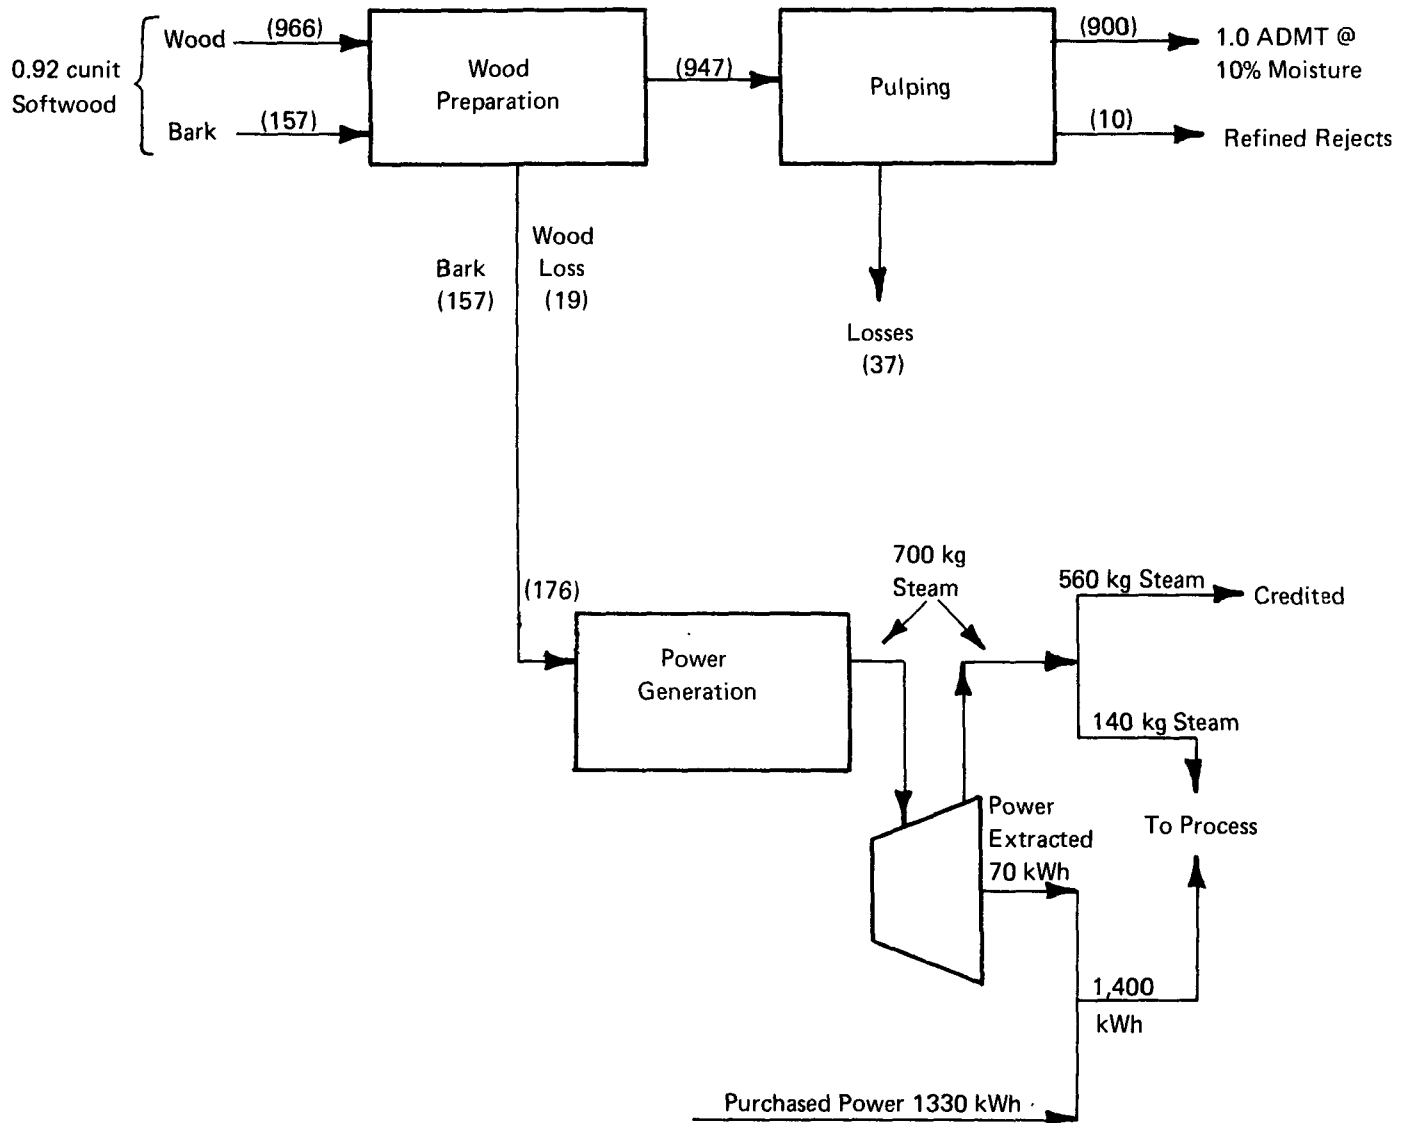 0.92 cunit
Softwood
Wood
(966)
Bark
(157)
Wood
Preparation
(947)
Pulping
(900)
1.0 ADMT @
10% Moisture
(10)
Refined Rejects
Bark
(157)
Wood
Loss
(19)
Losses
(37)
(176)
Power
Generation
700 kg
Steam
560 kg Steam
Credited
140 kg Steam
To Process
Power
Extracted
70 kWh
1,400
kWh
Purchased Power 1330 kWh